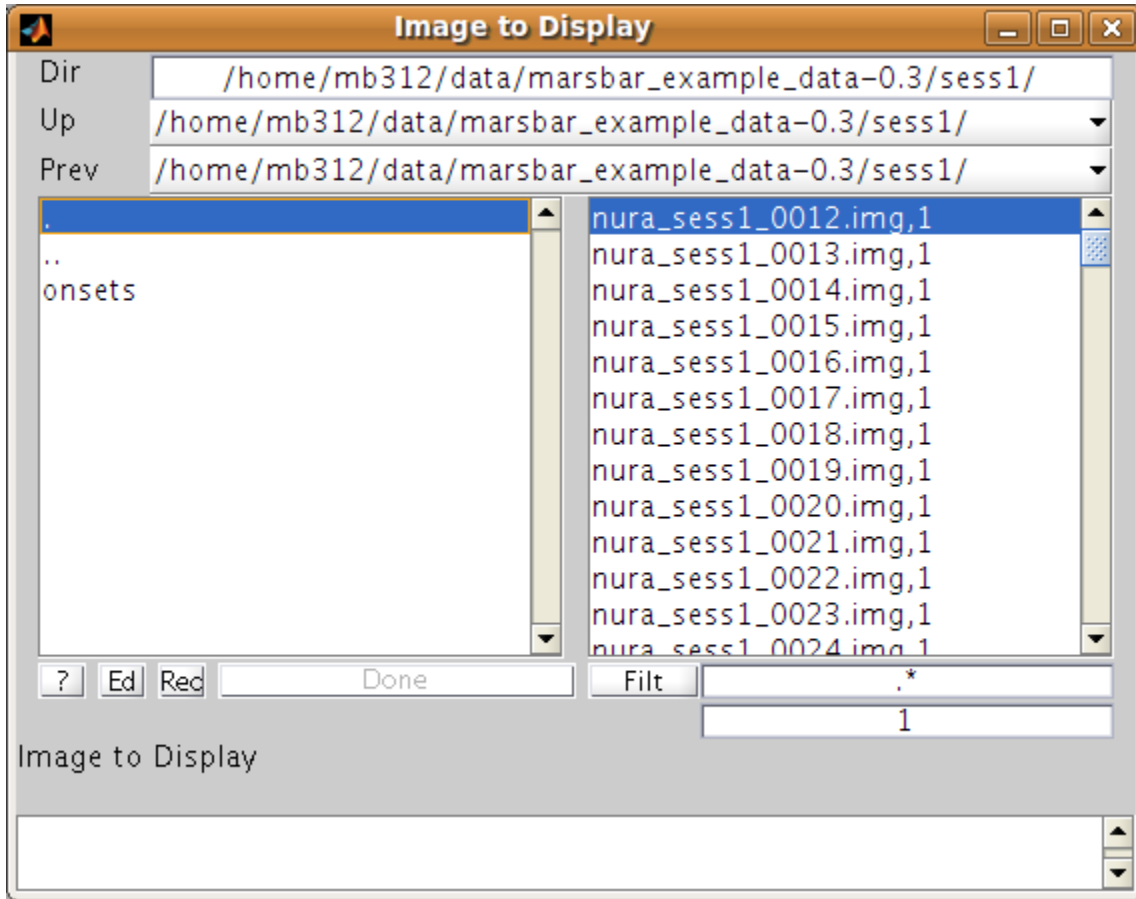 Image to Display
Dir /home/mb312/data/marsbar_example_data-0.3/sess1/
Up /home/mb312/data/marsbar_example_data-0.3/sess1/
Prev /home/mb312/data/marsbar_example_data-0.3/sess1/
.
..
onsets
nura_sess1_0012.img,1
nura_sess1_0013.img,1
nura_sess1_0014.img,1
nura_sess1_0015.img,1
nura_sess1_0016.img,1
nura_sess1_0017.img,1
nura_sess1_0018.img,1
nura_sess1_0019.img,1
nura_sess1_0020.img,1
nura_sess1_0021.img,1
nura_sess1_0022.img,1
nura_sess1_0023.img,1
nura_sess1_0024.img,1
? Ed Rec Done Filt .*
1
Image to Display